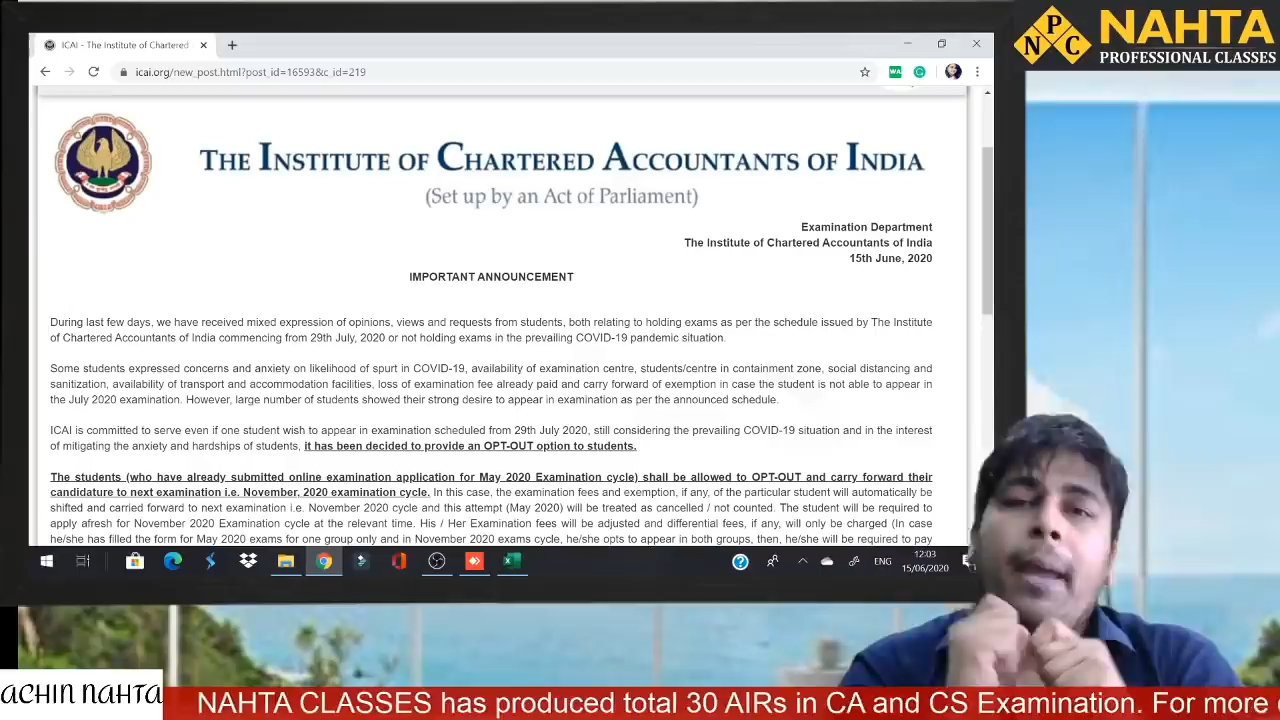 ICAI - The Institute of Chartered
icai.org/new_post.html?post_id=16593&c_id=219
NPC
NAHTA
PROFESSIONAL CLASSES
THE INSTITUTE OF CHARTERED ACCOUNTANTS OF INDIA
(Set up by an Act of Parliament)
Examination Department
The Institute of Chartered Accountants of India
15th June, 2020
IMPORTANT ANNOUNCEMENT
During last few days, we have received mixed expression of opinions, views and requests from students, both relating to holding exams as per the schedule issued by The Institute
of Chartered Accountants of India commencing from 29th July, 2020 or not holding exams in the prevailing COVID-19 pandemic situation.
Some students expressed concerns and anxiety on likelihood of spurt in COVID-19, availability of examination centre, students/centre in containment zone, social distancing and
sanitization, availability of transport and accommodation facilities, loss of examination fee already paid and carry forward of exemption in case the student is not able to appear in
the July 2020 examination. However, large number of students showed their strong desire to appear in examination as per the announced schedule.
ICAI is committed to serve even if one student wish to appear in examination scheduled from 29th July 2020, still considering the prevailing COVID-19 situation and in the interest
of mitigating the anxiety and hardships of students, it has been decided to provide an OPT-OUT option to students.
The students (who have already submitted online examination application for May 2020 Examination cycle) shall be allowed to OPT-OUT and carry forward their
candidature to next examination i.e. November, 2020 examination cycle. In this case, the examination fees and exemption, if any, of the particular student will automatically be
shifted and carried forward to next examination i.e. November 2020 cycle and this attempt (May 2020) will be treated as cancelled / not counted. The student will be required to
apply afresh for November 2020 Examination cycle at the relevant time. His / Her Examination fees will be adjusted and differential fees, if any, will only be charged (In case
he/she has filled the form for May 2020 exams for one group only and in November 2020 exams cycle, he/she opts to appear in both groups, then, he/she will be required to pay
ENG
12:03
15/06/2020
ACHIN NAHTA
NAHTA CLASSES has produced total 30 AIRs in CA and CS Examination. For more